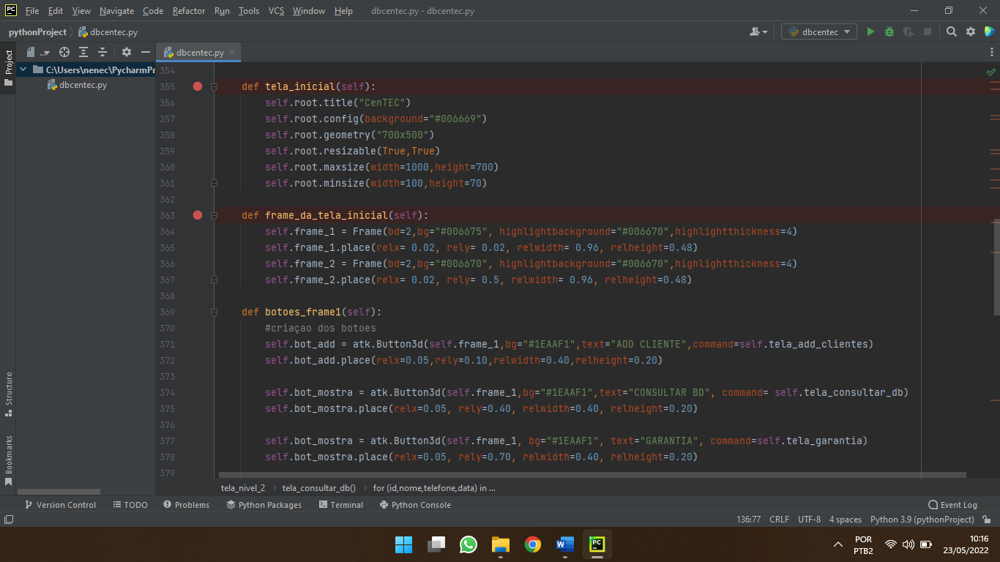 PC File Edit View Navigate Code Refactor Run Tools VCS Window Help dbcentec.py - dbcentec.py
pythonProject dbcentec.py dbcentec
... dbcentec.py
Project
C:\Users\nenec\PycharmPr
dbcentec.py
Structure
Bookmarks
354
355 def tela_inicial(self):
356 self.root.title("CenTEC")
357 self.root.config(background="#006669")
358 self.root.geometry("700x500")
359 self.root.resizable(True,True)
360 self.root.maxsize(width=1000,height=700)
361 self.root.minsize(width=100,height=70)
362
363 def frame_da_tela_inicial(self):
364 self.frame_1 = Frame(bd=2,bg="#006675", highlightbackground="#006670",highlightthickness=4)
365 self.frame_1.place(relx= 0.02, rely= 0.02, relwidth= 0.96, relheight=0.48)
366 self.frame_2 = Frame(bd=2,bg="#006670", highlightbackground="#006670",highlightthickness=4)
367 self.frame_2.place(relx= 0.02, rely= 0.5, relwidth= 0.96, relheight=0.48)
368
369 def botoes_frame1(self):
370 #criaçao dos botoes
371 self.bot_add = atk.Button3d(self.frame_1,bg="#1EAAF1",text="ADD CLIENTE",command=self.tela_add_clientes)
372 self.bot_add.place(relx=0.05,rely=0.10,relwidth=0.40,relheight=0.20)
373
374 self.bot_mostra = atk.Button3d(self.frame_1,bg="#1EAAF1",text="CONSULTAR BD", command= self.tela_consultar_db)
375 self.bot_mostra.place(relx=0.05, rely=0.40, relwidth=0.40, relheight=0.20)
376
377 self.bot_mostra = atk.Button3d(self.frame_1, bg="#1EAAF1", text="GARANTIA", command=self.tela_garantia)
378 self.bot_mostra.place(relx=0.05, rely=0.70, relwidth=0.40, relheight=0.20)
379
tela_nivel_2 tela_consultar_db() for (id,nome,telefone,data) in ...
Version Control TODO Problems Python Packages Terminal Python Console Event Log
136:77 CRLF UTF-8 4 spaces Python 3.9 (pythonProject)
W PC
POR
PTB2
10:16
23/05/2022